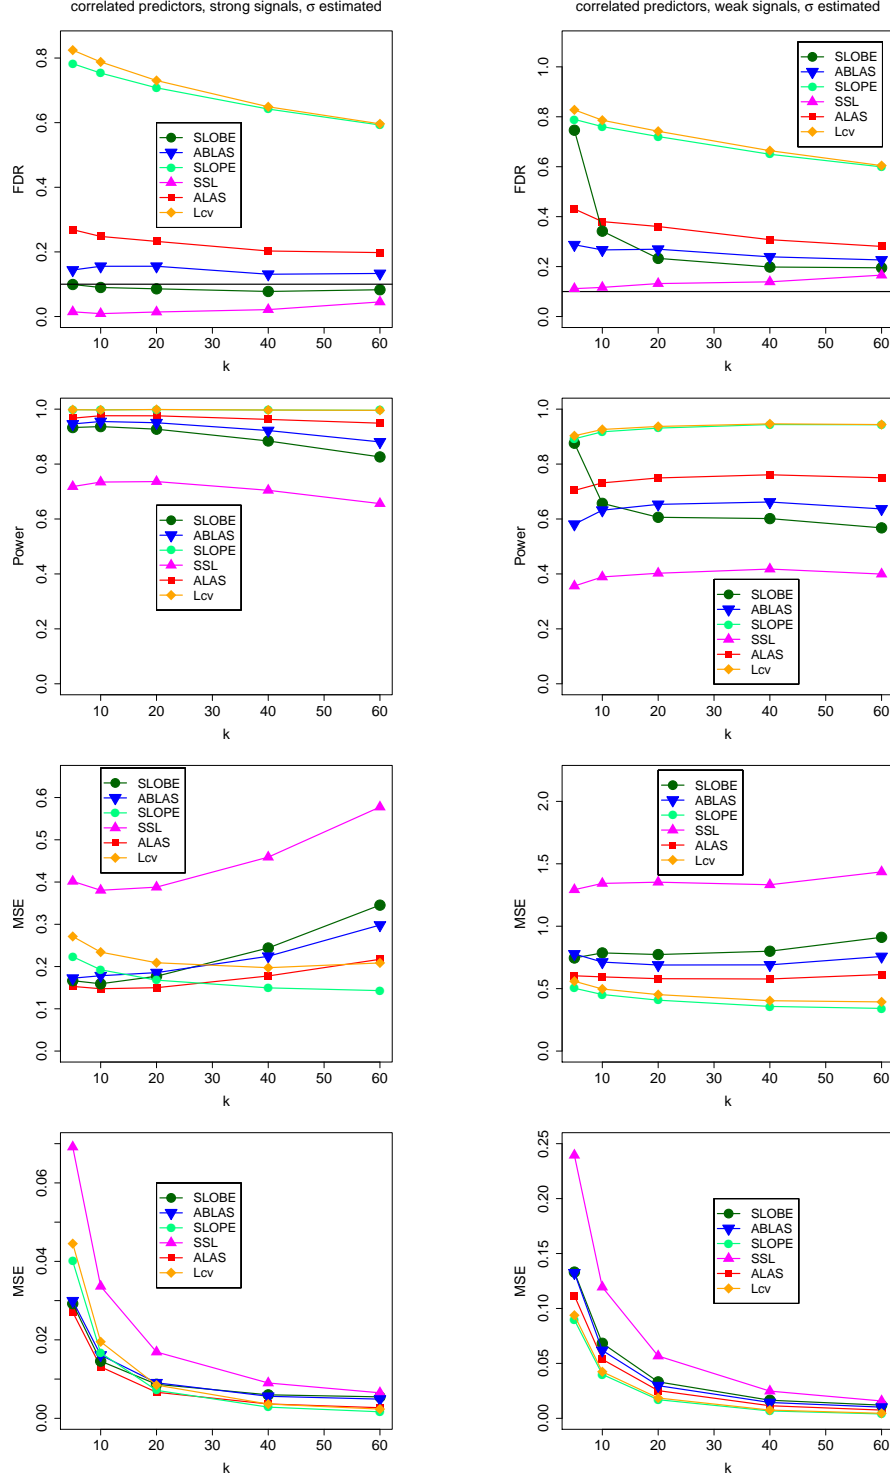 correlated predictors, strong signals, σ estimated
FDR
0.0 0.2 0.4 0.6 0.8
SLOBE
ABLAS
SLOPE
SSL
ALAS
Lcv
10 20 30 40 50 60
k
correlated predictors, weak signals, σ estimated
FDR
0.0 0.2 0.4 0.6 0.8 1.0
SLOBE
ABLAS
SLOPE
SSL
ALAS
Lcv
10 20 30 40 50 60
k
Power
0.0 0.2 0.4 0.6 0.8 1.0
SLOBE
ABLAS
SLOPE
SSL
ALAS
Lcv
10 20 30 40 50 60
k
Power
0.0 0.2 0.4 0.6 0.8 1.0
SLOBE
ABLAS
SLOPE
SSL
ALAS
Lcv
10 20 30 40 50 60
k
MSE
0.0 0.1 0.2 0.3 0.4 0.5 0.6
SLOBE
ABLAS
SLOPE
SSL
ALAS
Lcv
10 20 30 40 50 60
k
MSE
0.0 0.5 1.0 1.5 2.0
SLOBE
ABLAS
SLOPE
SSL
ALAS
Lcv
10 20 30 40 50 60
k
MSE
0.00 0.02 0.04 0.06
SLOBE
ABLAS
SLOPE
SSL
ALAS
Lcv
10 20 30 40 50 60
k
MSE
0.00 0.05 0.10 0.15 0.20 0.25
SLOBE
ABLAS
SLOPE
SSL
ALAS
Lcv
10 20 30 40 50 60
k